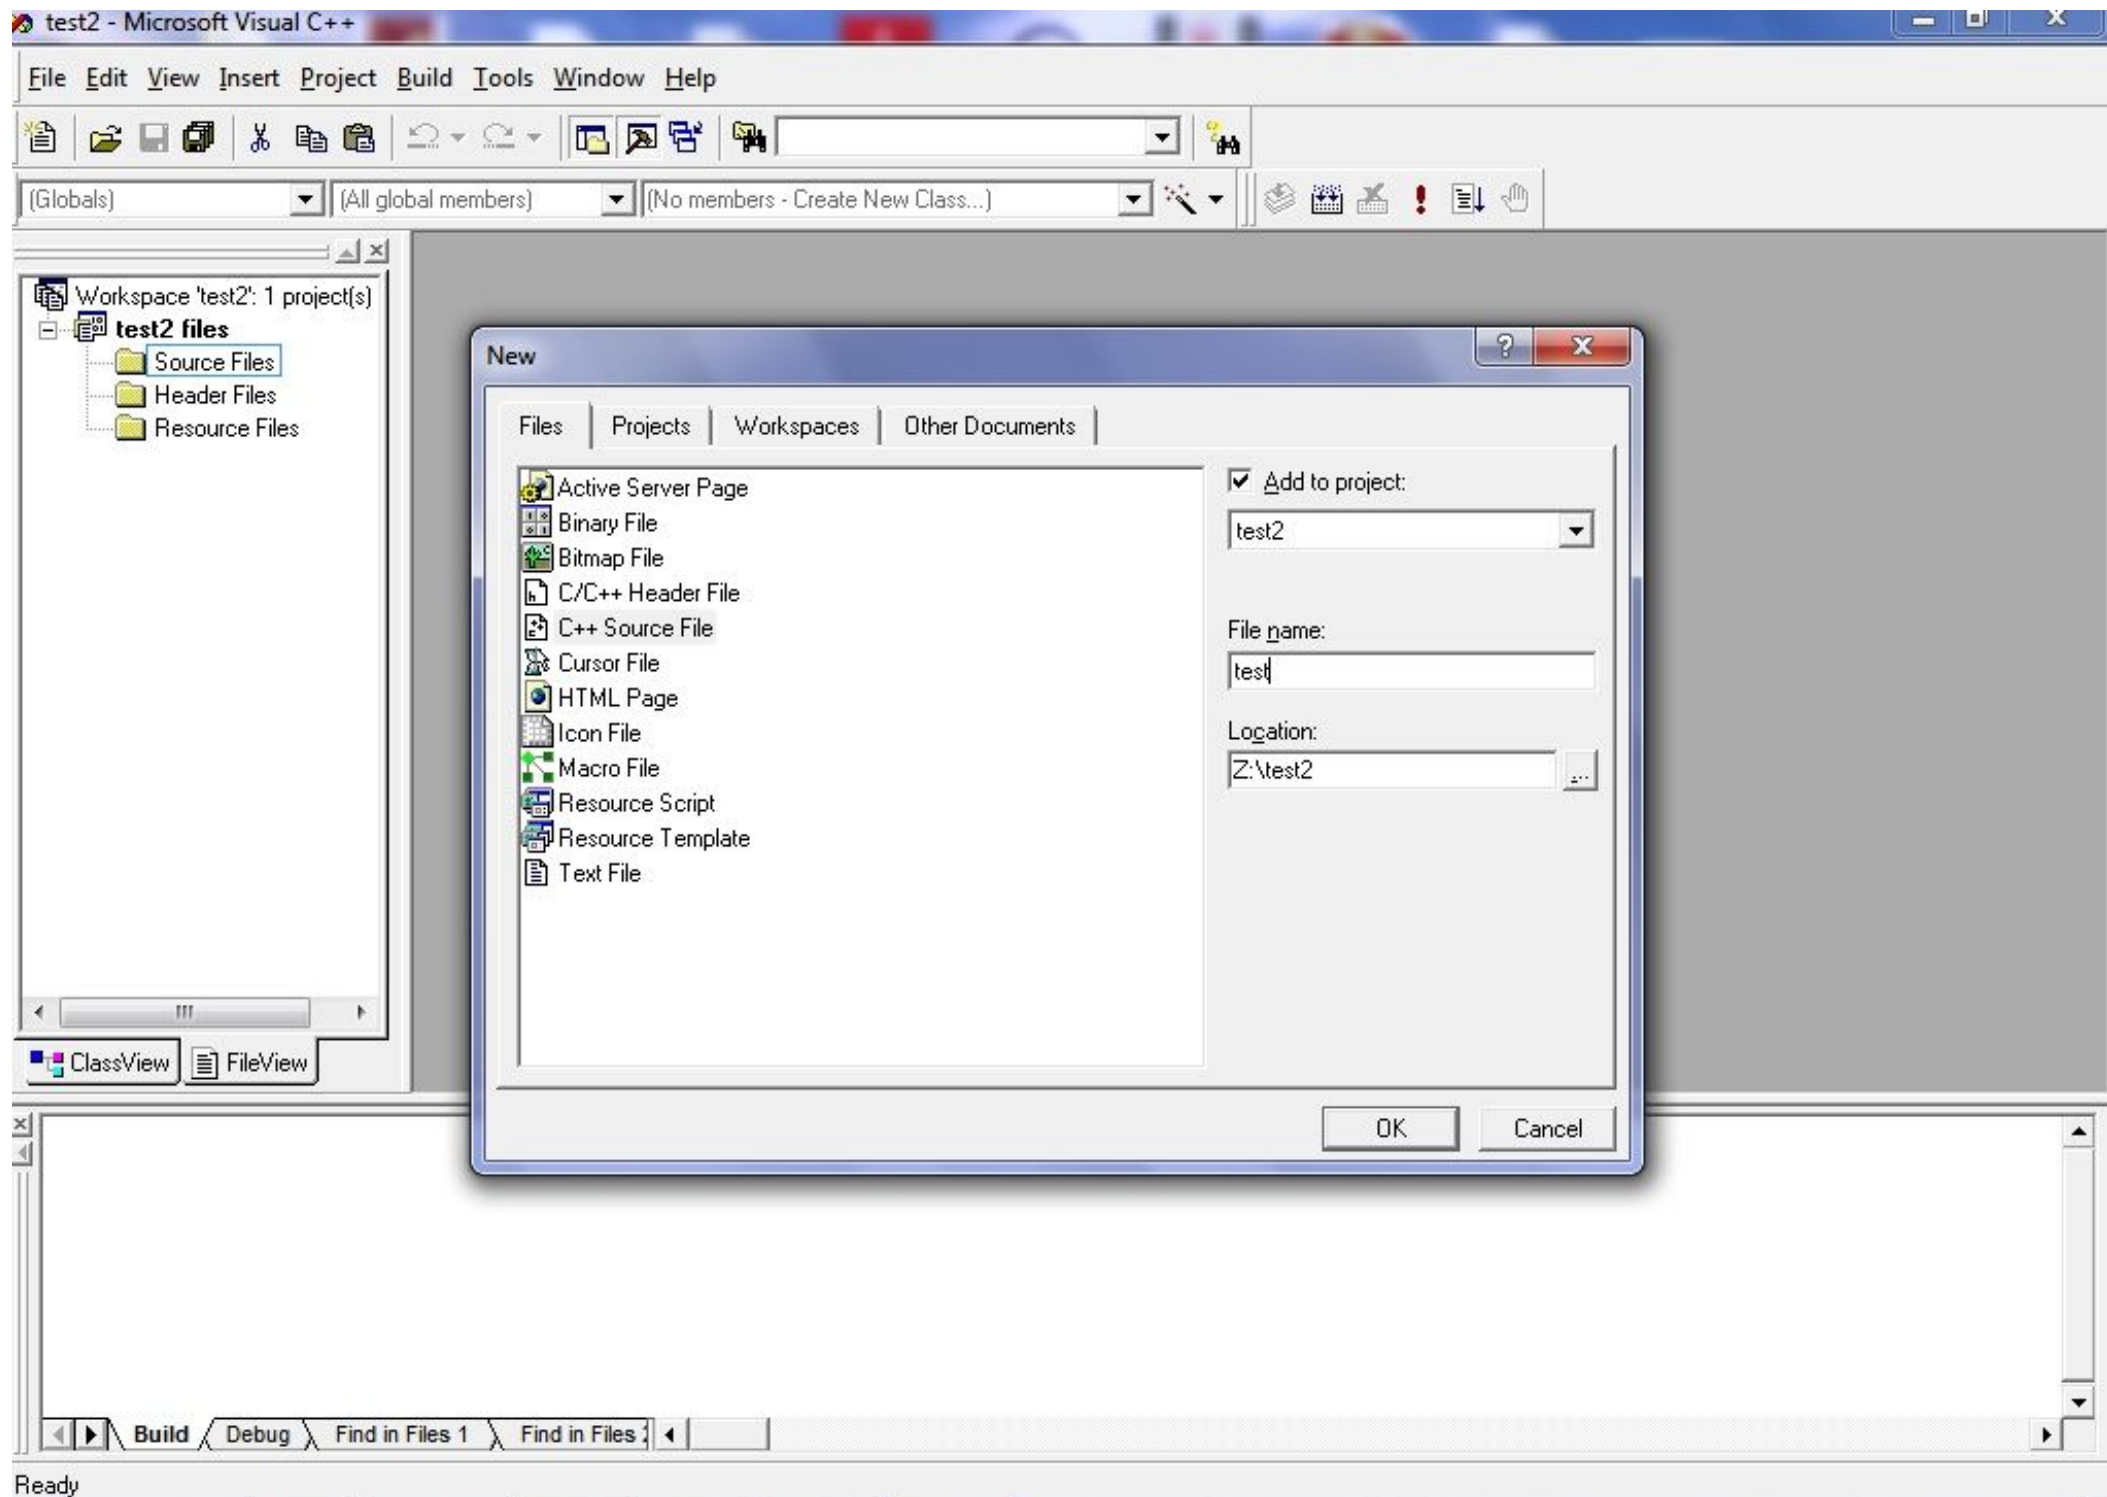 test2 - Microsoft Visual C++
File Edit View Insert Project Build Tools Window Help
(Globals) (All global members) (No members - Create New Class...)
Workspace 'test2': 1 project(s)
test2 files
Source Files
Header Files
Resource Files
ClassView FileView
New
Files Projects Workspaces Other Documents
Active Server Page
Binary File
Bitmap File
C/C++ Header File
C++ Source File
Cursor File
HTML Page
Icon File
Macro File
Resource Script
Resource Template
Text File
Add to project:
test2
File name:
test
Location:
Z:\test2
...
OK Cancel
Build Debug Find in Files 1 Find in Files
Ready